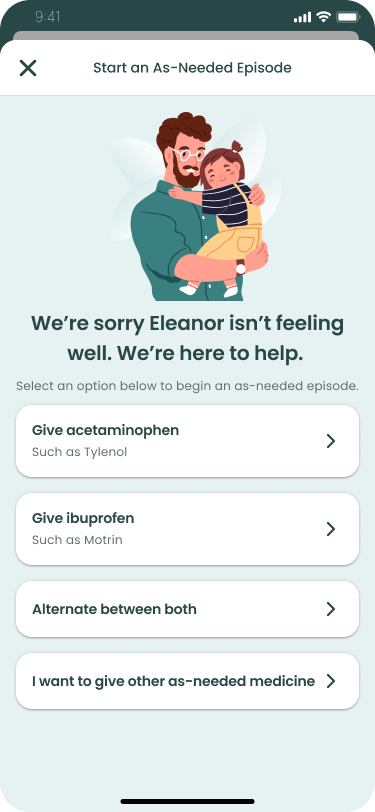 9:41
Start an As-Needed Episode
We’re sorry Eleanor isn’t feeling
well. We’re here to help.
Select an option below to begin an as-needed episode.
Give acetaminophen
Such as Tylenol
Give ibuprofen
Such as Motrin
Alternate between both
I want to give other as-needed medicine